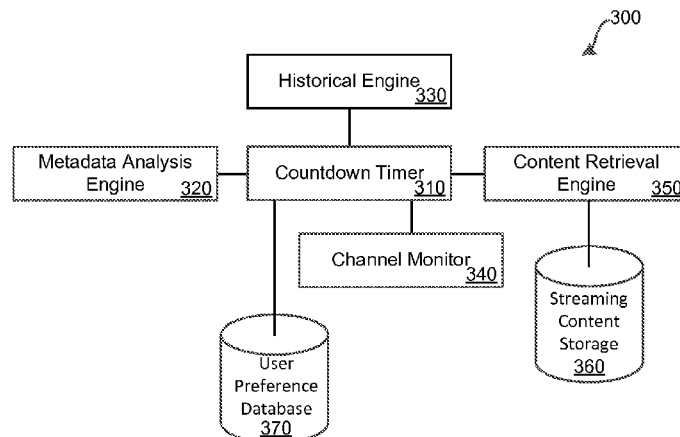 300
Historical Engine
330
Metadata Analysis
Engine
320
Countdown Timer
310
Content Retrieval
Engine
350
Channel Monitor
340
Streaming
Content
Storage
360
User
Preference
Database
370